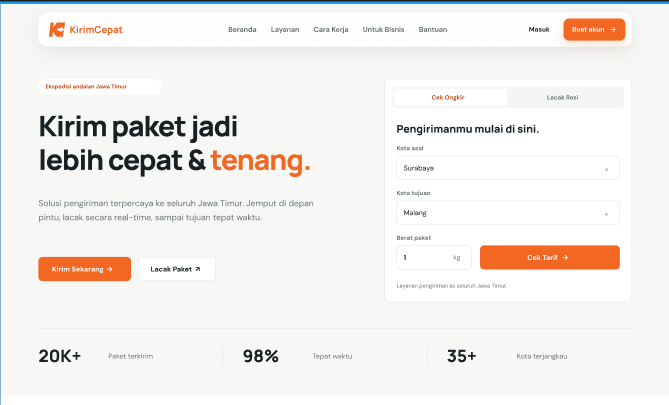 KirimCepat
Beranda Layanan Cara Kerja Untuk Bisnis Bantuan
Masuk
Buat akun →
Ekspedisi andalan Jawa Timur
Kirim paket jadi
lebih cepat & tenang.
Solusi pengiriman terpercaya ke seluruh Jawa Timur. Jemput di depan
pintu, lacak secara real-time, sampai tujuan tepat waktu.
Kirim Sekarang →
Lacak Paket ↗
Cek Ongkir
Lacak Resi
Pengirimanmu mulai di sini.
Kota asal
Surabaya
Kota tujuan
Malang
Berat paket
1 kg
Cek Tarif →
Layanan pengiriman ke seluruh Jawa Timur.
20K+ Paket terkirim
98% Tepat waktu
35+ Kota terjangkau